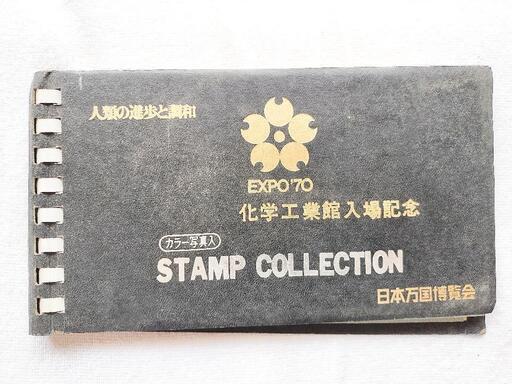 人類の進歩と調和
EXPO'70
化学工業館入場記念
カラー写真入
STAMP COLLECTION
日本万国博覧会